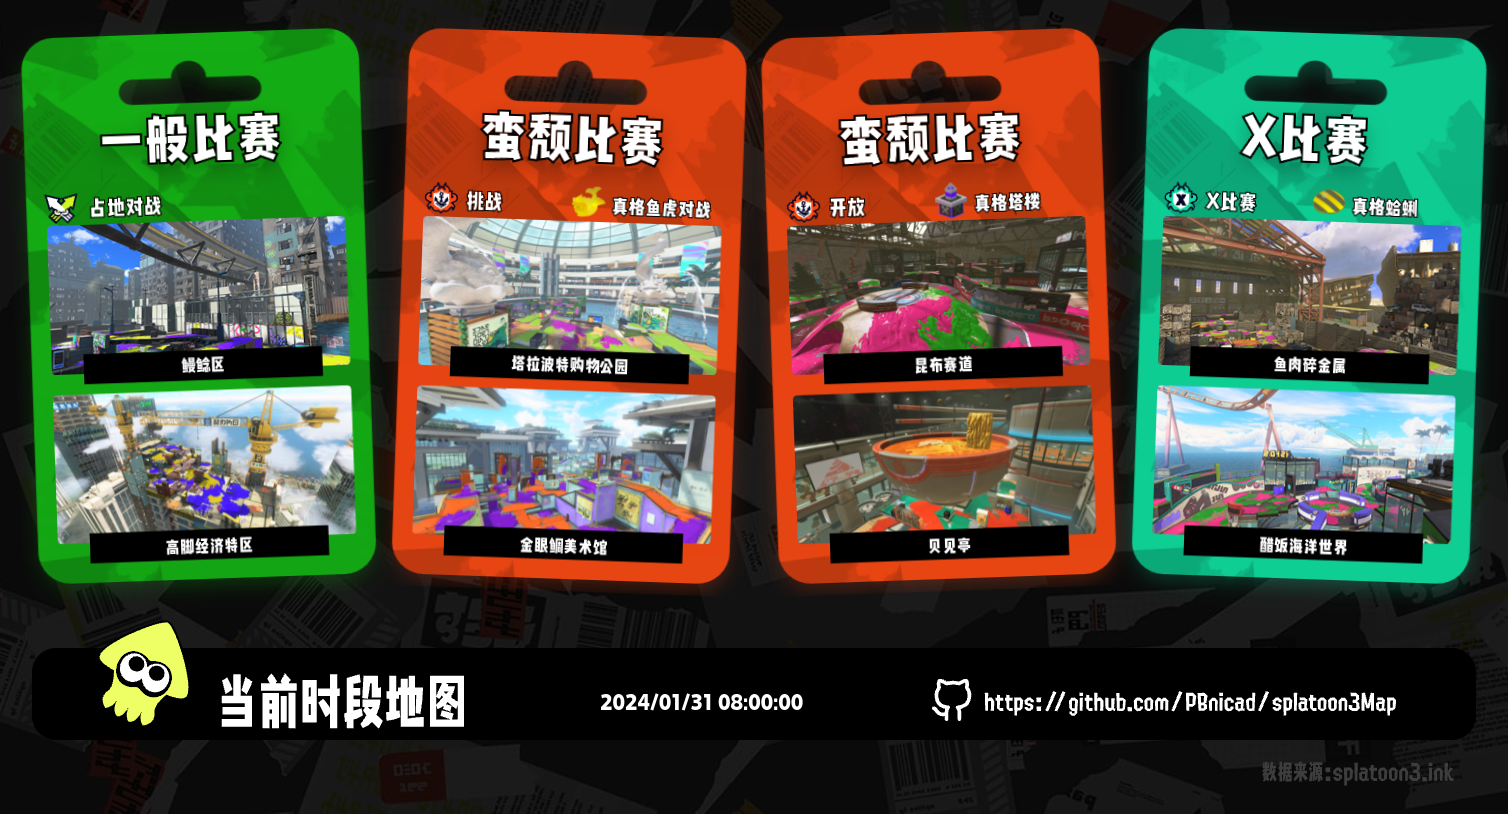 一般比赛
占地对战
鳗鲶区
高脚经济特区
蛮颓比赛
挑战
真格鱼虎对战
塔拉波特购物公园
金眼鲷美术馆
蛮颓比赛
开放
真格塔楼
昆布赛道
贝见亭
X比赛
X比赛
真格蛤蜊
鱼肉碎金属
醋饭海洋世界
当前时段地图
2024/01/31 08:00:00
https://github.com/PBnicad/splatoon3Map
数据来源:splatoon3.ink